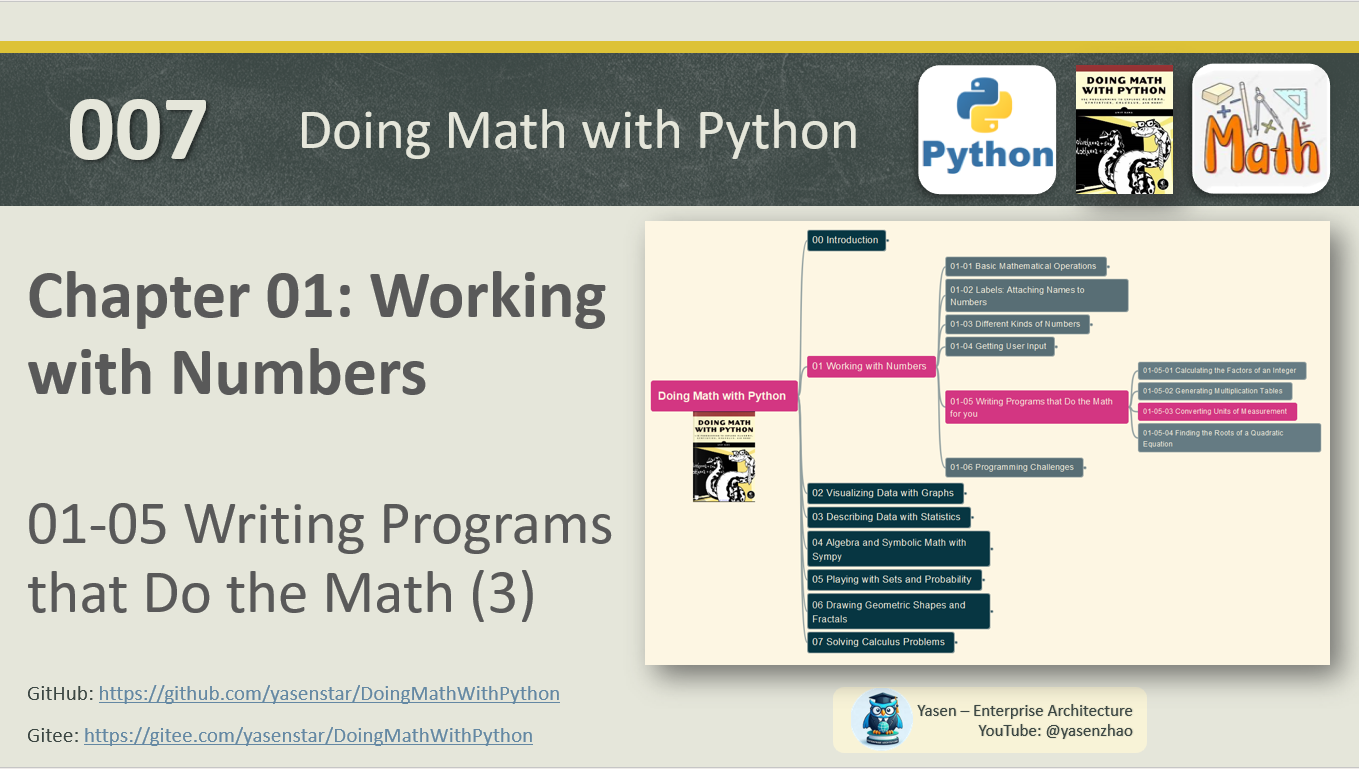 007
Doing Math with Python
Python
DOING MATH
WITH PYTHON
Math
Chapter 01: Working
with Numbers
01-05 Writing Programs
that Do the Math (3)
GitHub: https://github.com/yasenstar/DoingMathWithPython
Gitee: https://gitee.com/yasenstar/DoingMathWithPython
Doing Math with Python
DOING MATH
WITH PYTHON
00 Introduction
01 Working with Numbers
01-01 Basic Mathematical Operations
01-02 Labels: Attaching Names to
Numbers
01-03 Different Kinds of Numbers
01-04 Getting User Input
01-05 Writing Programs that Do the Math
for you
01-05-01 Calculating the Factors of an Integer
01-05-02 Generating Multiplication Tables
01-05-03 Converting Units of Measurement
01-05-04 Finding the Roots of a Quadratic
Equation
01-06 Programming Challenges
02 Visualizing Data with Graphs
03 Describing Data with Statistics
04 Algebra and Symbolic Math with
Sympy
05 Playing with Sets and Probability
06 Drawing Geometric Shapes and
Fractals
07 Solving Calculus Problems
Yasen – Enterprise Architecture
YouTube: @yasenzhao